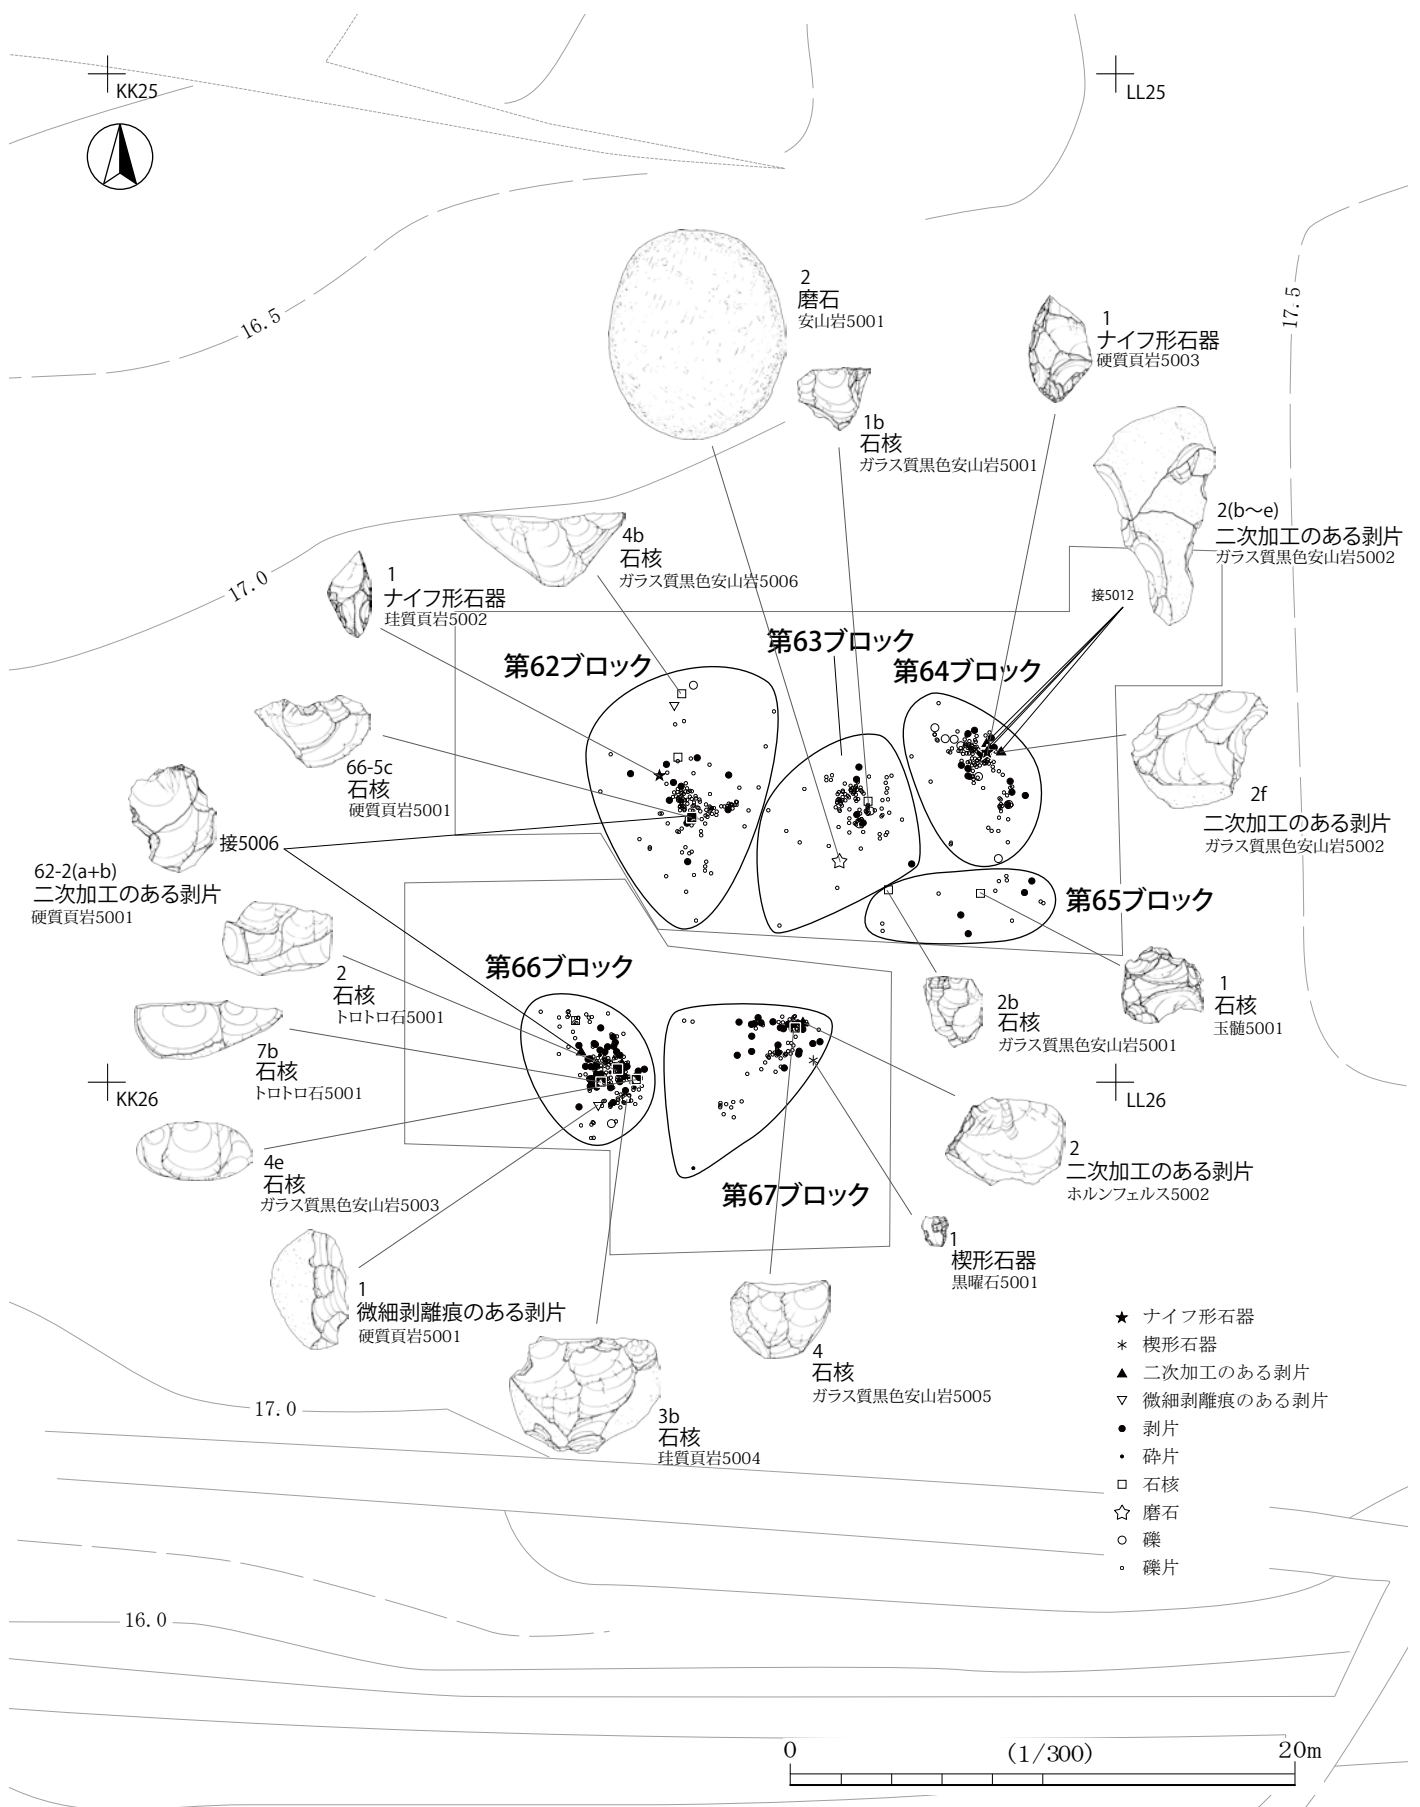 KK25
LL25
16.5
17.5
2
磨石
安山岩5001
1
ナイフ形石器
硬質頁岩5003
1b
石核
ガラス質黒色安山岩5001
2(b～e)
二次加工のある剥片
ガラス質黒色安山岩5002
4b
石核
ガラス質黒色安山岩5006
17.0
1
ナイフ形石器
珪質頁岩5002
接5012
第62ブロック
第63ブロック
第64ブロック
66-5c
石核
硬質頁岩5001
2f
二次加工のある剥片
ガラス質黒色安山岩5002
接5006
62-2(a+b)
二次加工のある剥片
硬質頁岩5001
第65ブロック
第66ブロック
2
石核
トロトロ石5001
1
石核
玉髄5001
2b
石核
ガラス質黒色安山岩5001
7b
石核
トロトロ石5001
KK26
LL26
4e
石核
ガラス質黒色安山岩5003
2
二次加工のある剥片
ホルンフェルス5002
第67ブロック
1
楔形石器
黒曜石5001
1
微細剥離痕のある剥片
硬質頁岩5001
4
石核
ガラス質黒色安山岩5005
17.0
3b
石核
珪質頁岩5004
ナイフ形石器
楔形石器
二次加工のある剥片
微細剥離痕のある剥片
剥片
砕片
石核
磨石
礫
礫片
16.0
0 (1/300) 20m